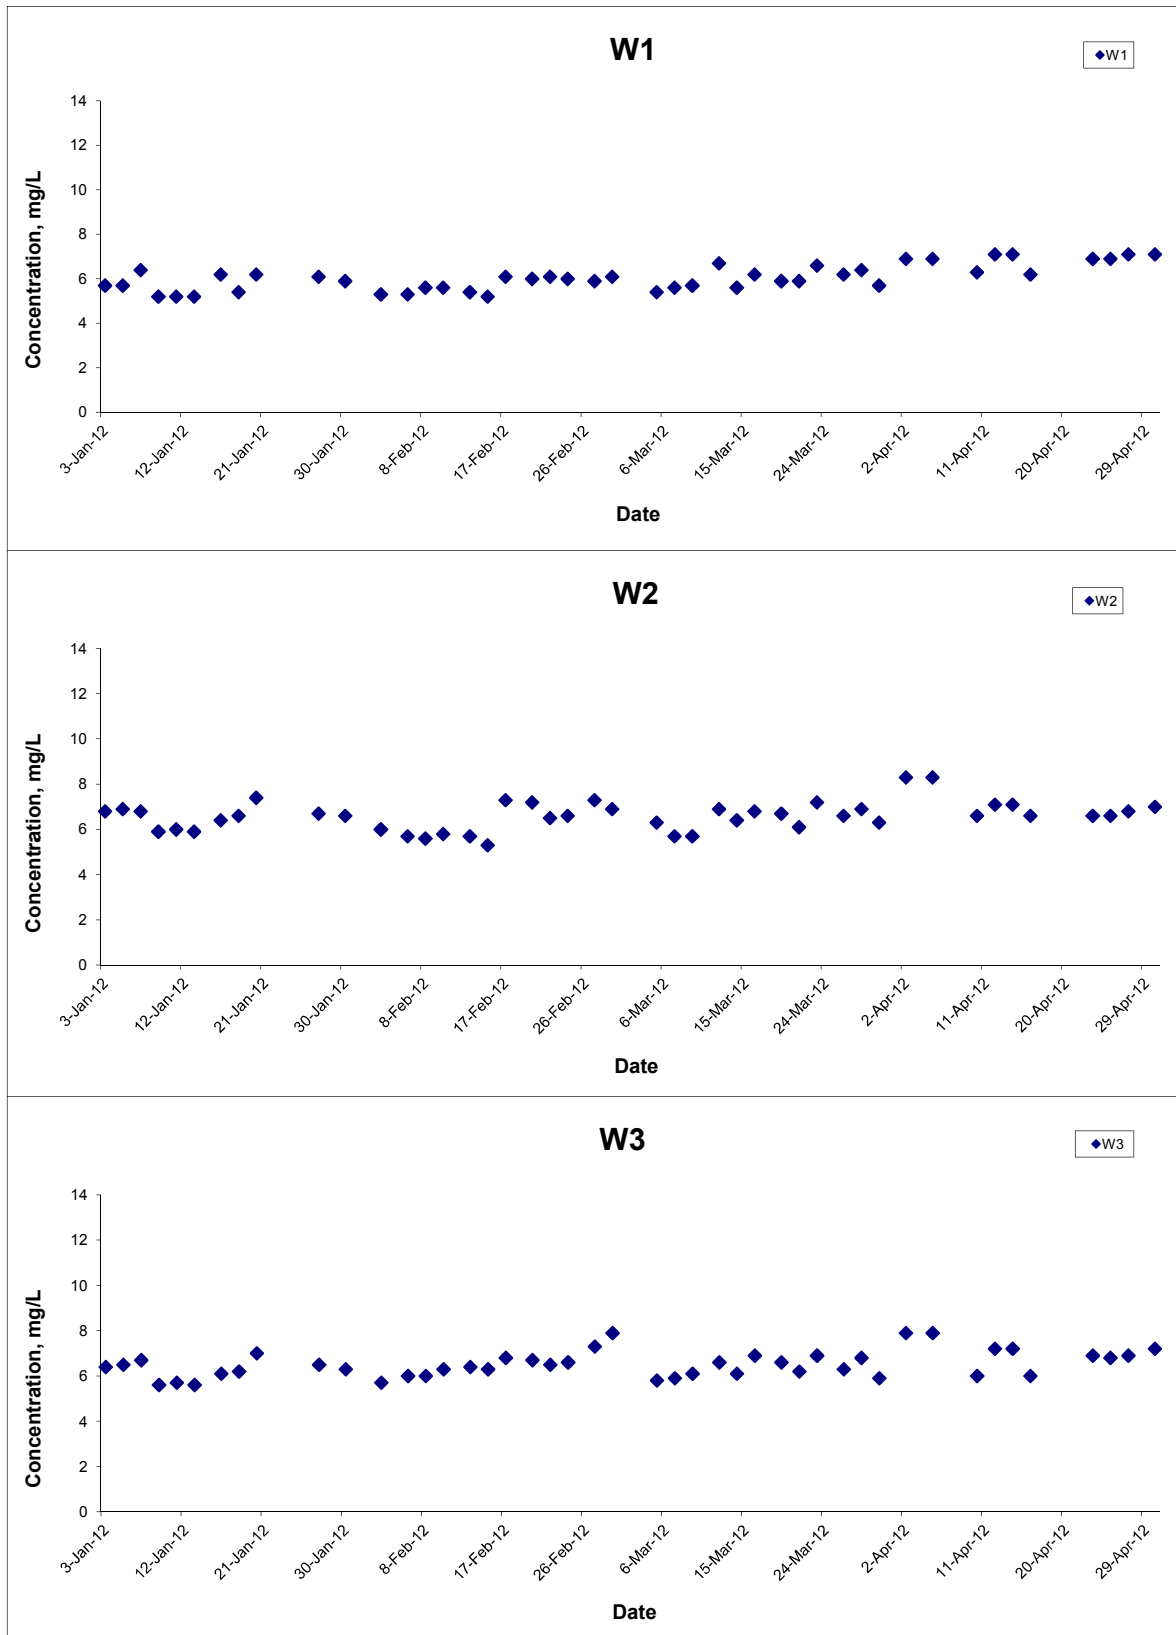 W1
W1
14
12
10
8
6
4
2
0
Concentration, mg/L
3-Jan-12 12-Jan-12 21-Jan-12 30-Jan-12 8-Feb-12 17-Feb-12 26-Feb-12 6-Mar-12 15-Mar-12 24-Mar-12 2-Apr-12 11-Apr-12 20-Apr-12 29-Apr-12
Date
W2
W2
14
12
10
8
6
4
2
0
Concentration, mg/L
3-Jan-12 12-Jan-12 21-Jan-12 30-Jan-12 8-Feb-12 17-Feb-12 26-Feb-12 6-Mar-12 15-Mar-12 24-Mar-12 2-Apr-12 11-Apr-12 20-Apr-12 29-Apr-12
Date
W3
W3
14
12
10
8
6
4
2
0
Concentration, mg/L
3-Jan-12 12-Jan-12 21-Jan-12 30-Jan-12 8-Feb-12 17-Feb-12 26-Feb-12 6-Mar-12 15-Mar-12 24-Mar-12 2-Apr-12 11-Apr-12 20-Apr-12 29-Apr-12
Date